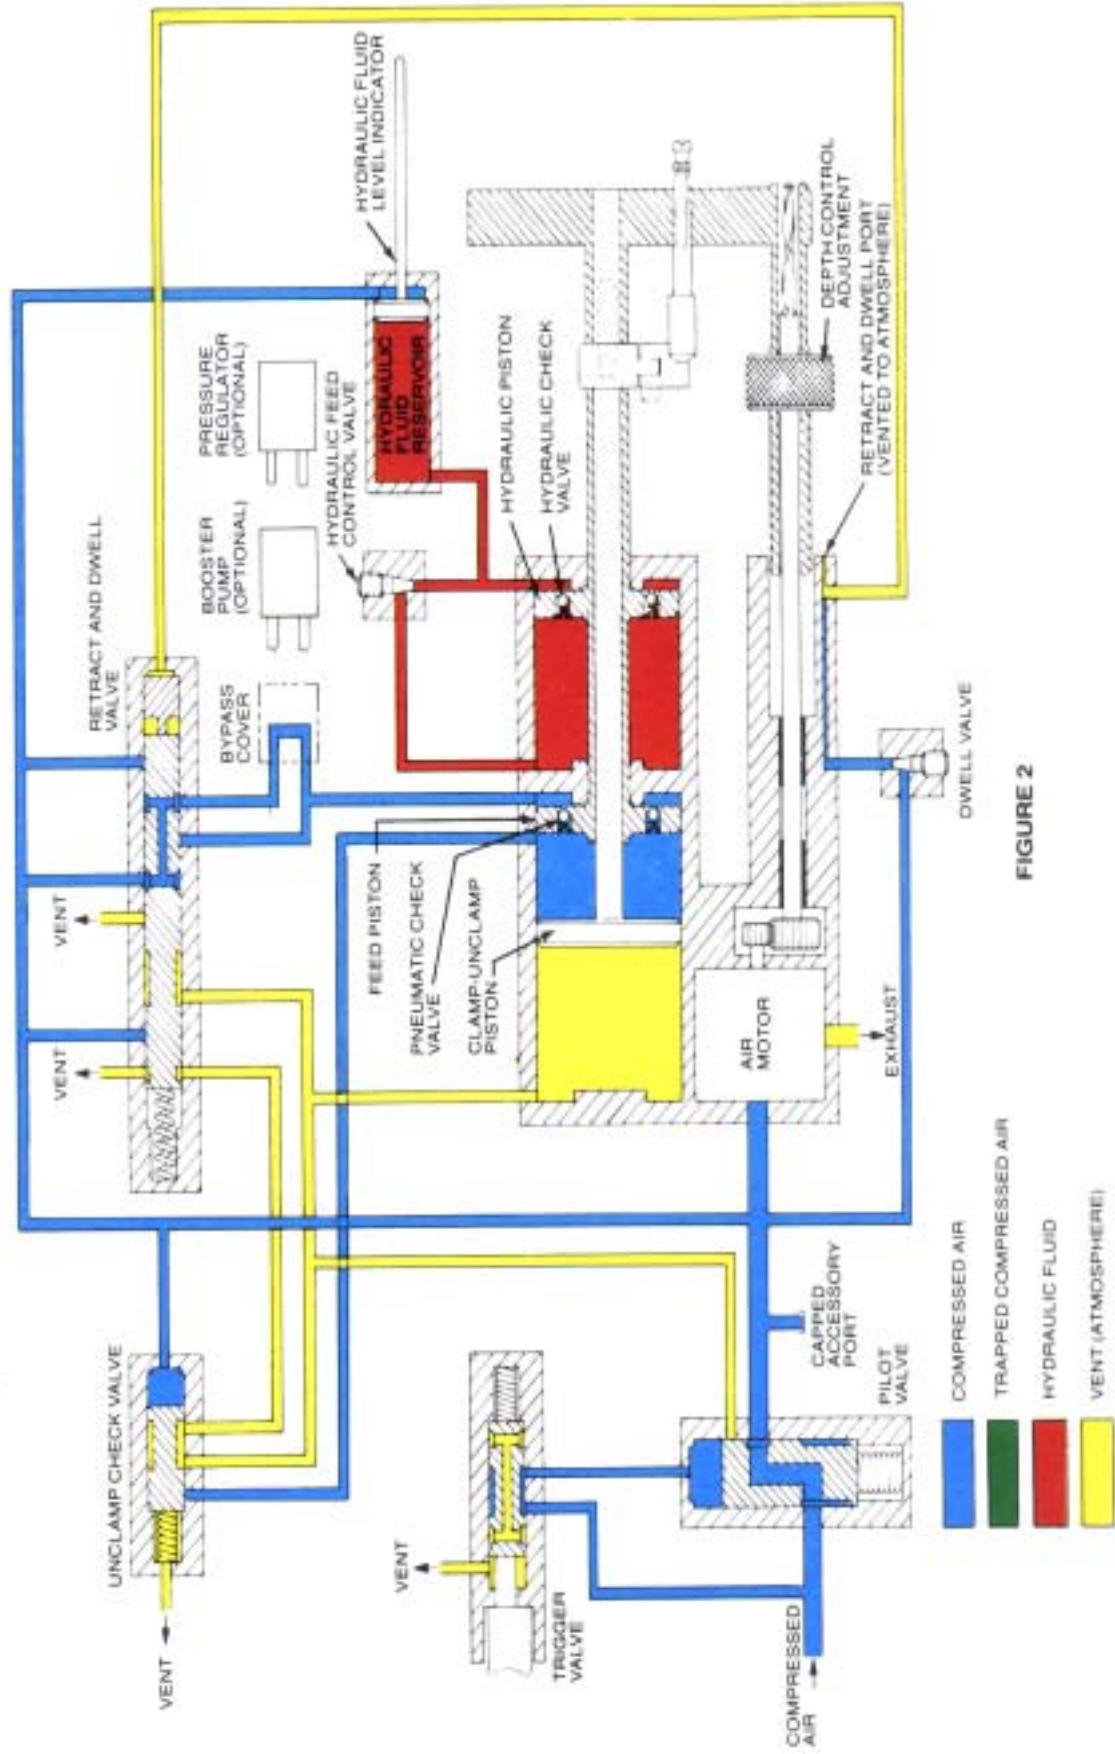 HYDRAULIC FLUID
LEVEL INDICATOR
PRESSURE
REGULATOR
(OPTIONAL)
BOOSTER
PUMP
(OPTIONAL)
HYDRAULIC FEED
CONTROL VALVE
HYDRAULIC
FLUID
RESERVOIR
RETRACT AND DWELL
VALVE
BYPASS
COVER
HYDRAULIC PISTON
HYDRAULIC CHECK
VALVE
VENT
VENT
FEED PISTON
PNEUMATIC CHECK
VALVE
CLAMP-UNCLAMP
PISTON
DEPTH CONTROL
ADJUSTMENT
RETRACT AND DWELL PORT
(VENTED TO ATMOSPHERE)
AIR
MOTOR
EXHAUST
DWELL VALVE
UNCLAMP CHECK VALVE
VENT
VENT
TRIGGER
VALVE
CAPPED
ACCESSORY
PORT
PILOT
VALVE
COMPRESSED
AIR
COMPRESSED AIR
TRAPPED COMPRESSED AIR
HYDRAULIC FLUID
VENT (ATMOSPHERE)
FIGURE 2